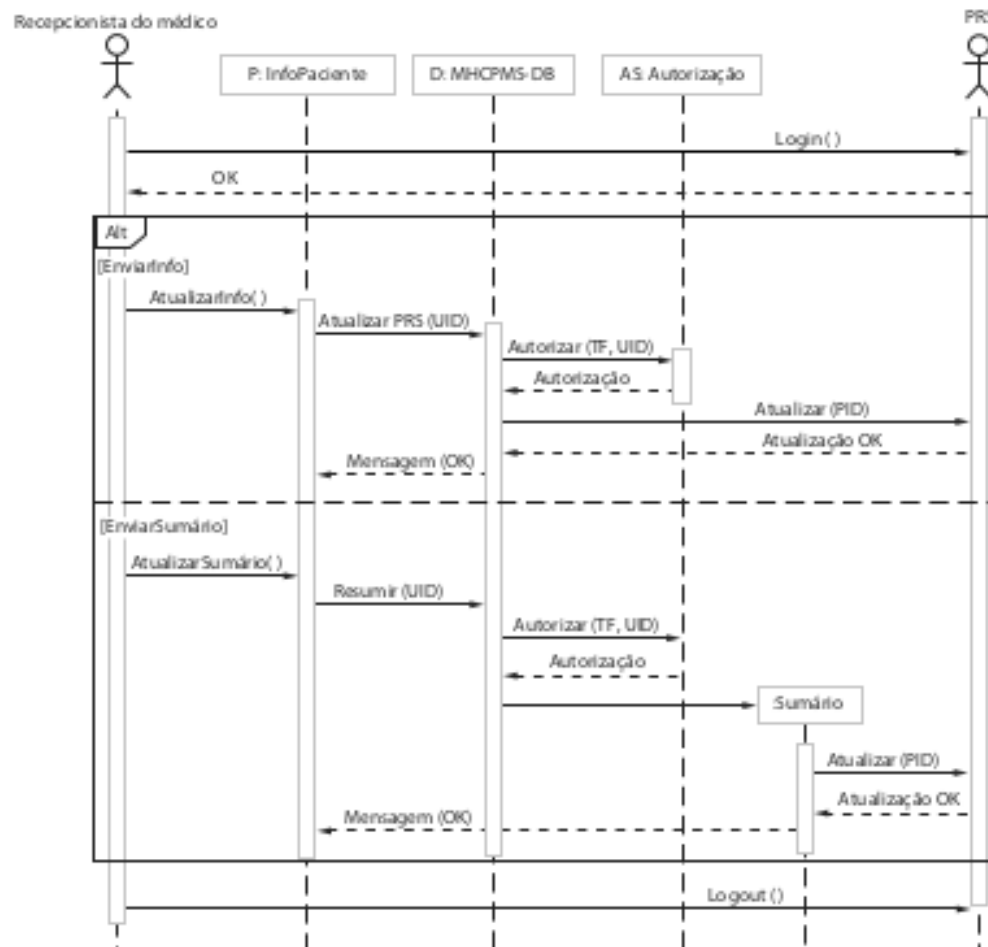 Recepcionista do médico
PRS
P: InfoPaciente
D: MHCPMS-DB
AS: Autorização
Login ( )
OK
Alt
[EnviarInfo]
AtualizarInfo( )
Atualizar PRS (UID)
Autorizar (TF, UID)
Autorização
Atualizar (PID)
Atualização OK
Mensagem (OK)
[EnviarSumário]
AtualizarSumário( )
Resumir (UID)
Autorizar (TF, UID)
Autorização
:Sumário
Atualizar (PID)
Atualização OK
Mensagem (OK)
Logout ( )